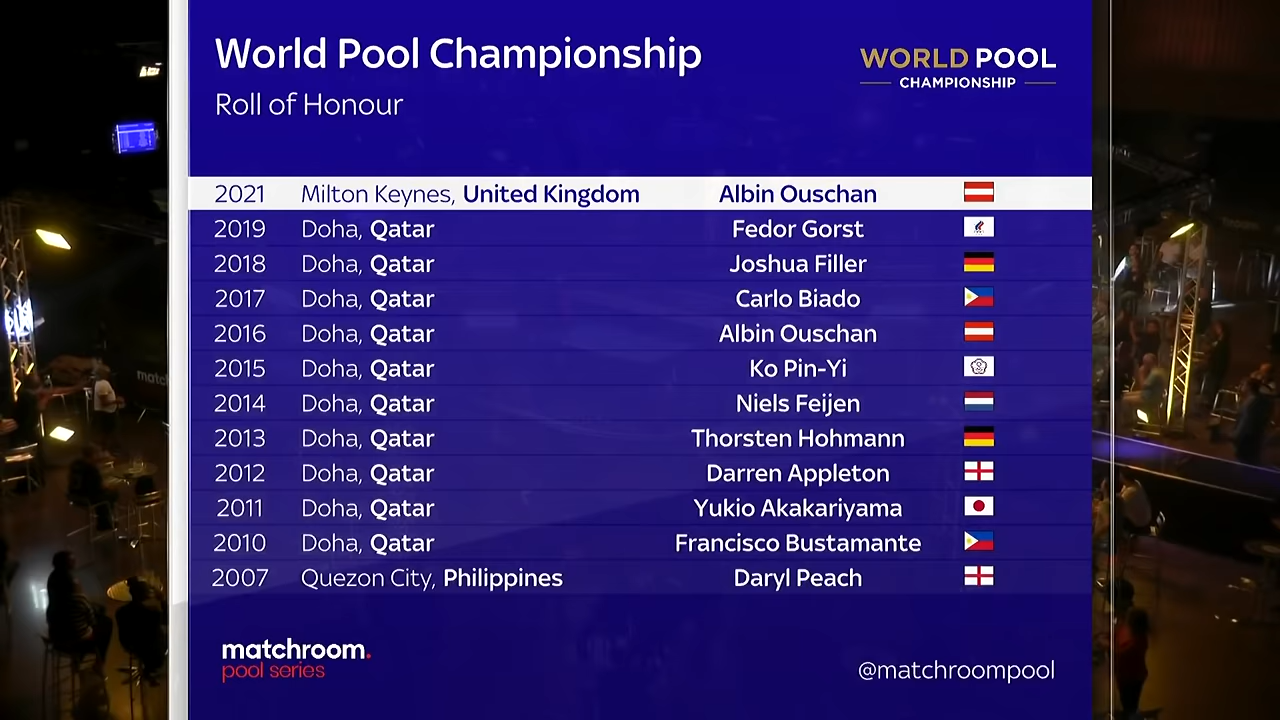 World Pool Championship
WORLD POOL
CHAMPIONSHIP
Roll of Honour
2021 Milton Keynes, United Kingdom Albin Ouschan
2019 Doha, Qatar Fedor Gorst
2018 Doha, Qatar Joshua Filler
2017 Doha, Qatar Carlo Biado
2016 Doha, Qatar Albin Ouschan
2015 Doha, Qatar Ko Pin-Yi
2014 Doha, Qatar Niels Feijen
2013 Doha, Qatar Thorsten Hohmann
2012 Doha, Qatar Darren Appleton
2011 Doha, Qatar Yukio Akakariyama
2010 Doha, Qatar Francisco Bustamante
2007 Quezon City, Philippines Daryl Peach
matchroom.
pool series
@matchroompool